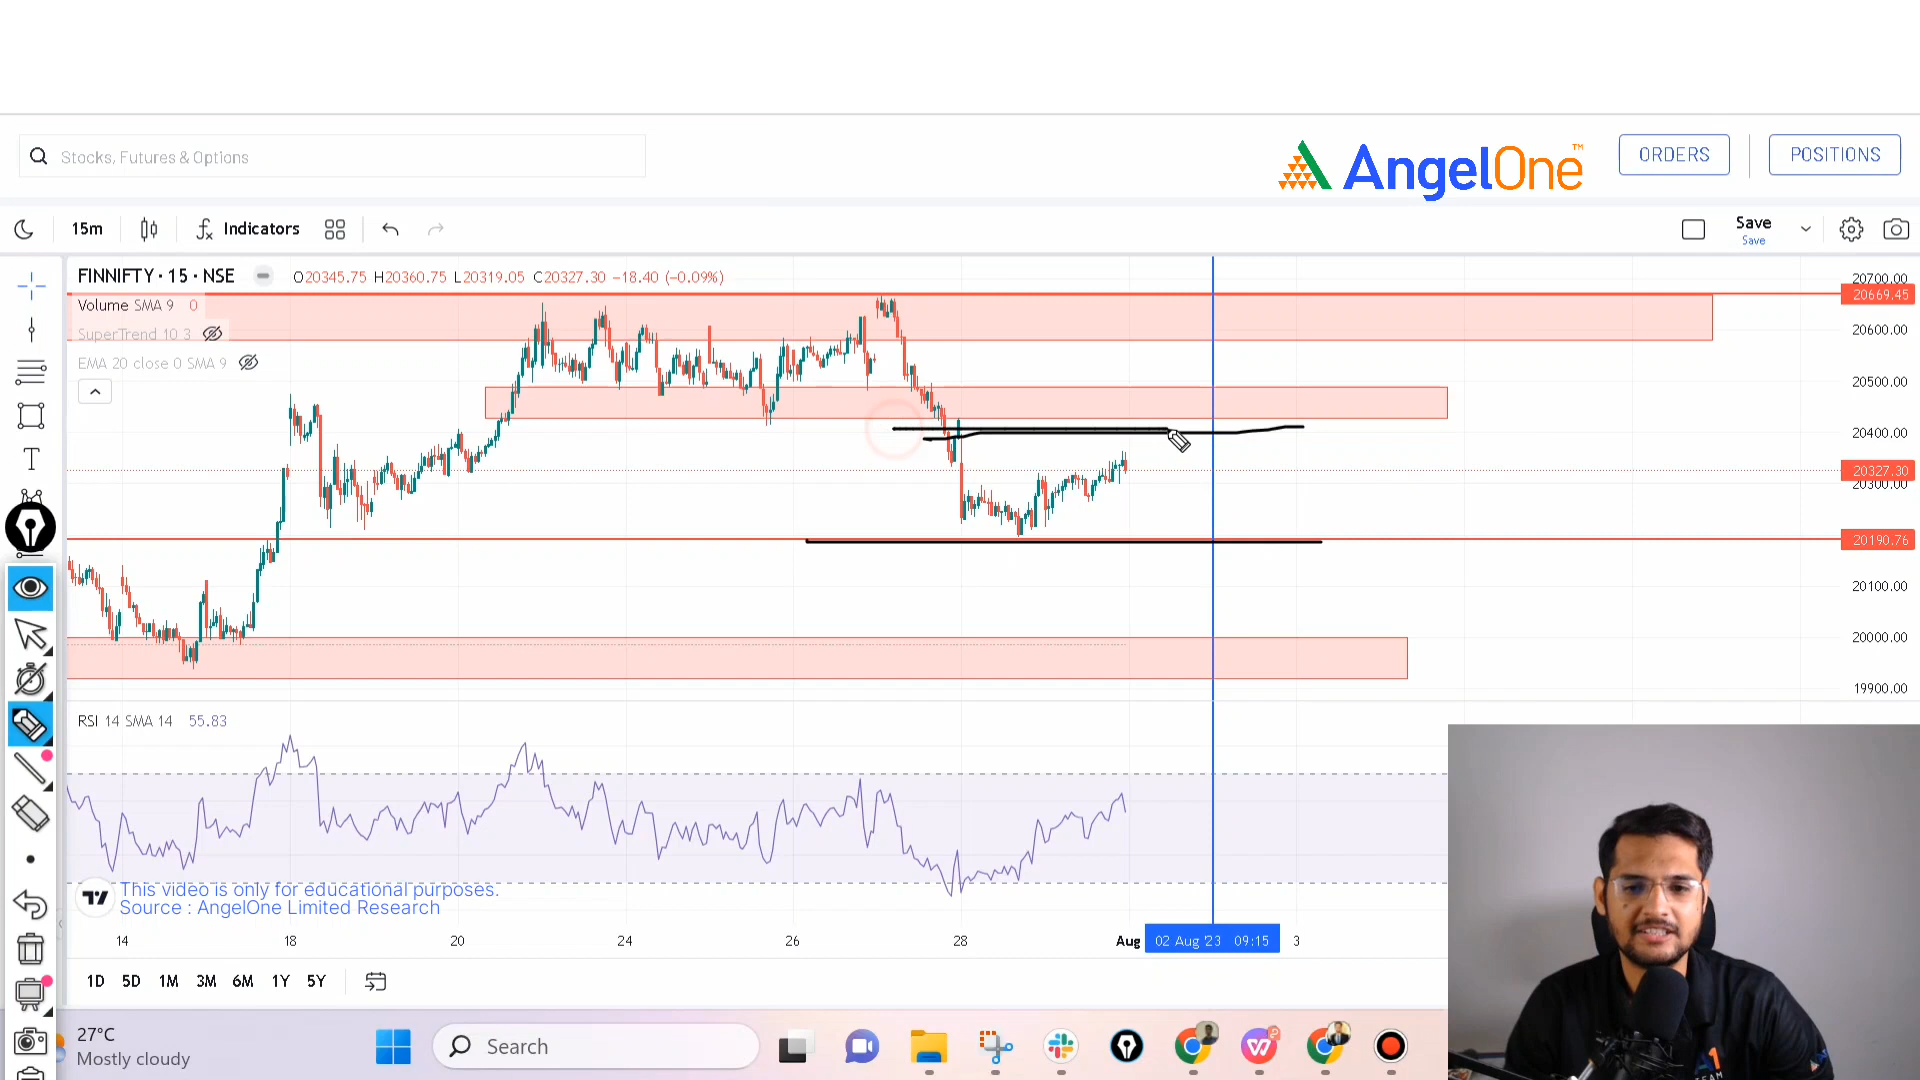 Stocks, Futures & Options
AngelOne™
ORDERS
POSITIONS
15m
fx Indicators
Save
Save
FINNIFTY · 15 · NSE
O20345.75 H20360.75 L20319.05 C20327.30 −18.40 (−0.09%)
Volume SMA 9 0
SuperTrend 10 3
EMA 20 close 0 SMA 9
20700.00
20669.45
20600.00
20500.00
20400.00
20327.30
20300.00
20190.76
20100.00
20000.00
19900.00
T
RSI 14 SMA 14 55.83
This video is only for educational purposes.
Source : AngelOne Limited Research
14 18 20 24 26 28 Aug 02 Aug '23 09:15 3
1D 5D 1M 3M 6M 1Y 5Y
27°C
Mostly cloudy
Search